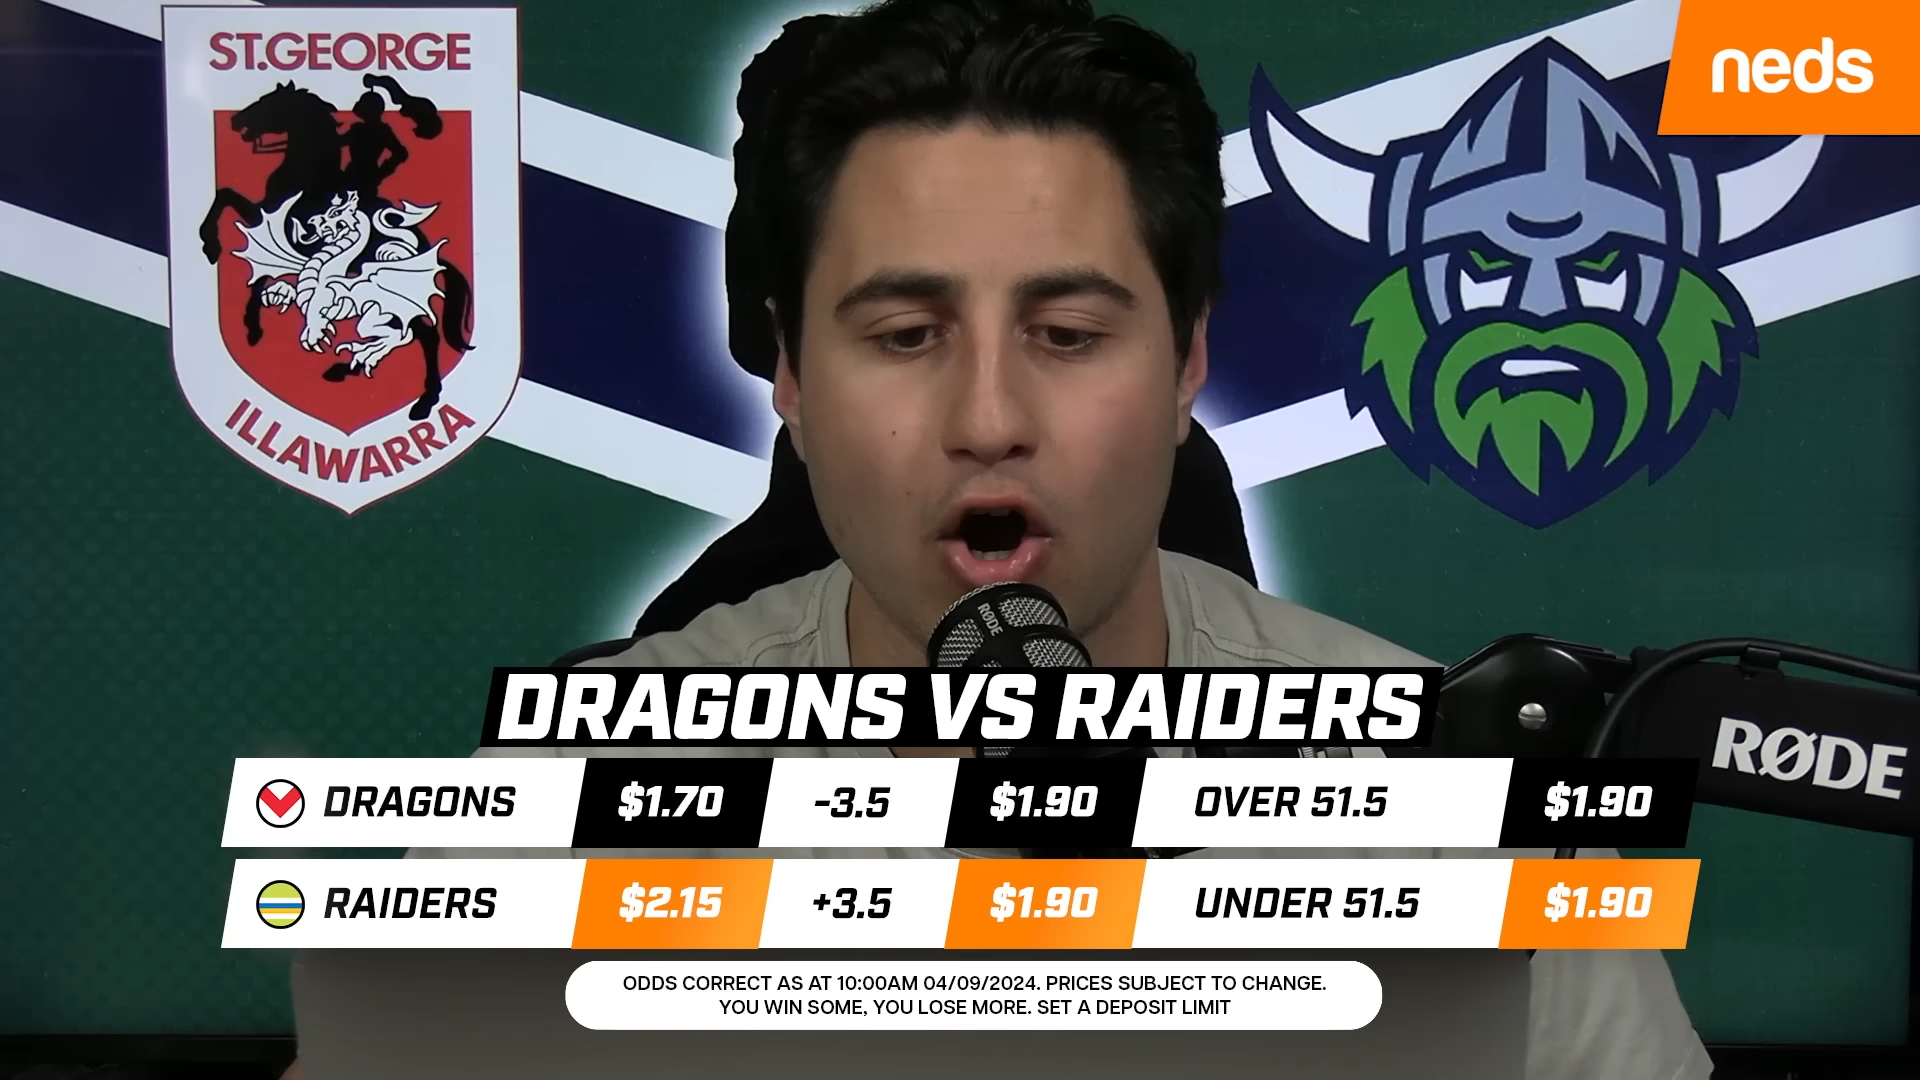 ST.GEORGE
neds
ILLAWARRA
RØDE
DRAGONS VS RAIDERS
RØDE
DRAGONS $1.70 -3.5 $1.90 OVER 51.5 $1.90
RAIDERS $2.15 +3.5 $1.90 UNDER 51.5 $1.90
ODDS CORRECT AS AT 10:00AM 04/09/2024. PRICES SUBJECT TO CHANGE.
YOU WIN SOME, YOU LOSE MORE. SET A DEPOSIT LIMIT